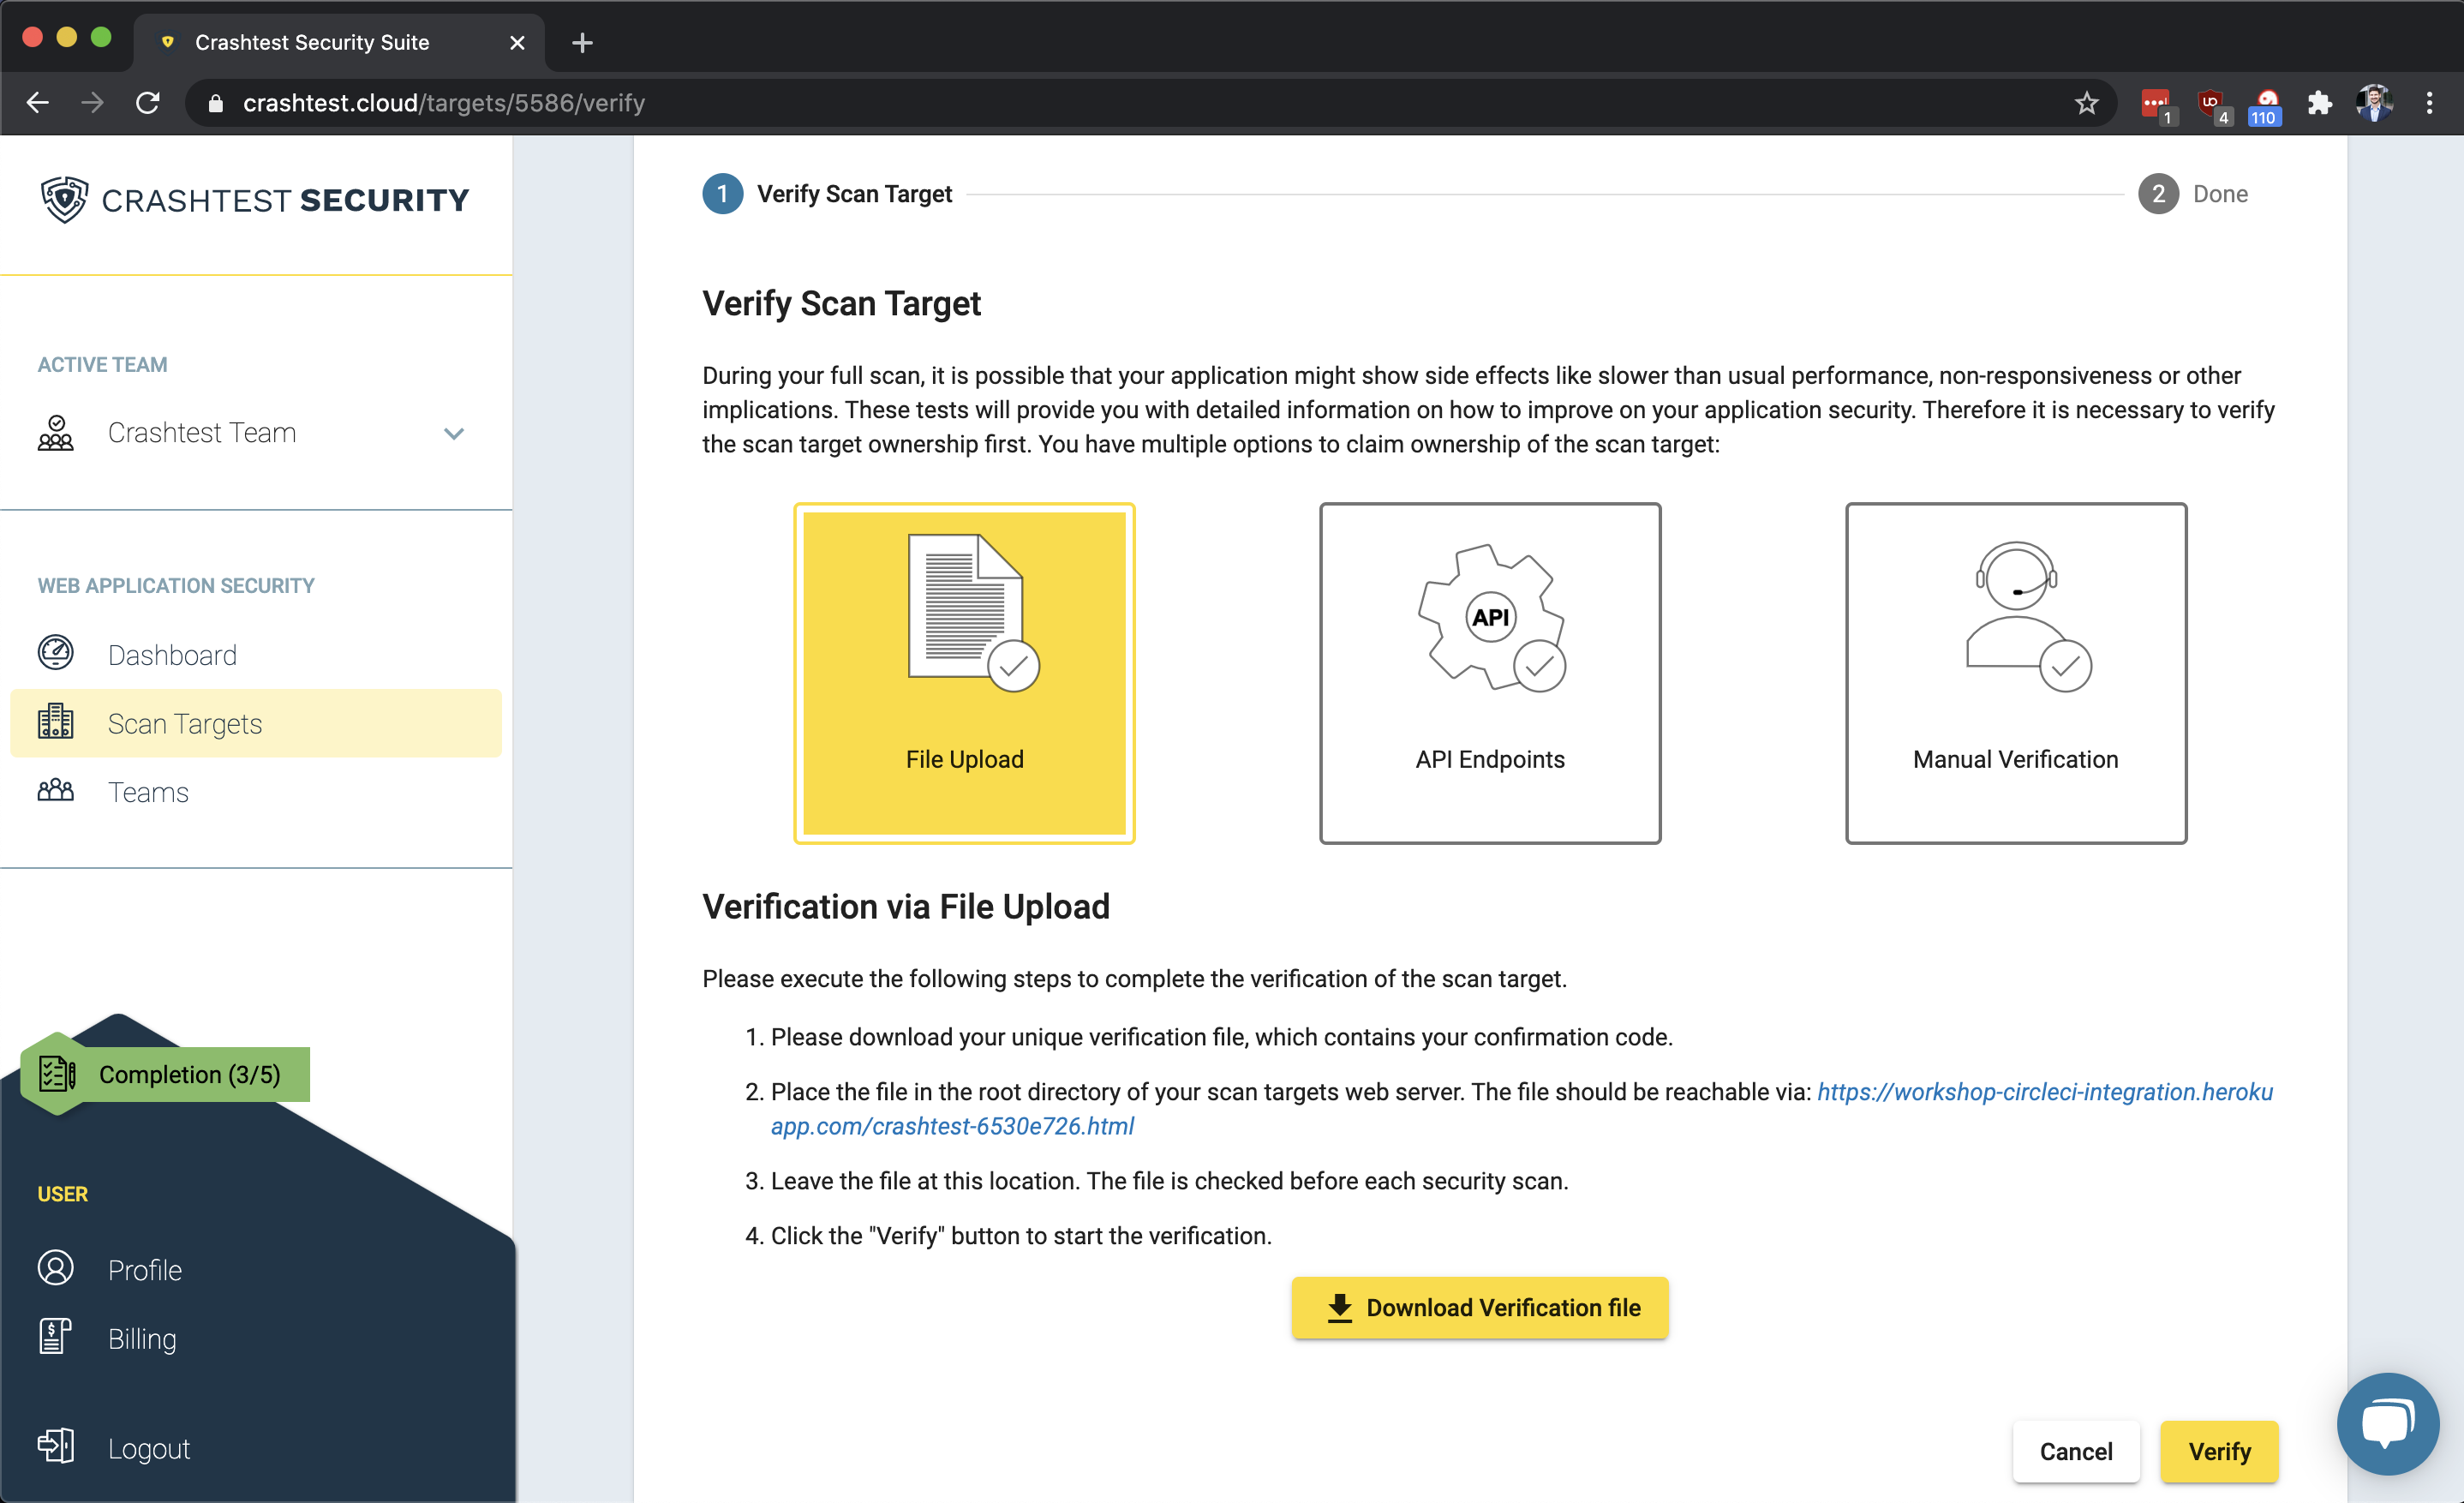 Crashtest Security Suite
crashtest.cloud/targets/5586/verify
1
4
110
CRASHTEST SECURITY
ACTIVE TEAM
Crashtest Team
WEB APPLICATION SECURITY
Dashboard
Scan Targets
Teams
Completion (3/5)
USER
Profile
Billing
Logout
1 Verify Scan Target
2 Done
Verify Scan Target
During your full scan, it is possible that your application might show side effects like slower than usual performance, non-responsiveness or other
implications. These tests will provide you with detailed information on how to improve on your application security. Therefore it is necessary to verify
the scan target ownership first. You have multiple options to claim ownership of the scan target:
File Upload
API
API Endpoints
Manual Verification
Verification via File Upload
Please execute the following steps to complete the verification of the scan target.
1. Please download your unique verification file, which contains your confirmation code.
2. Place the file in the root directory of your scan targets web server. The file should be reachable via: https://workshop-circleci-integration.heroku
app.com/crashtest-6530e726.html
3. Leave the file at this location. The file is checked before each security scan.
4. Click the "Verify" button to start the verification.
Download Verification file
Cancel
Verify